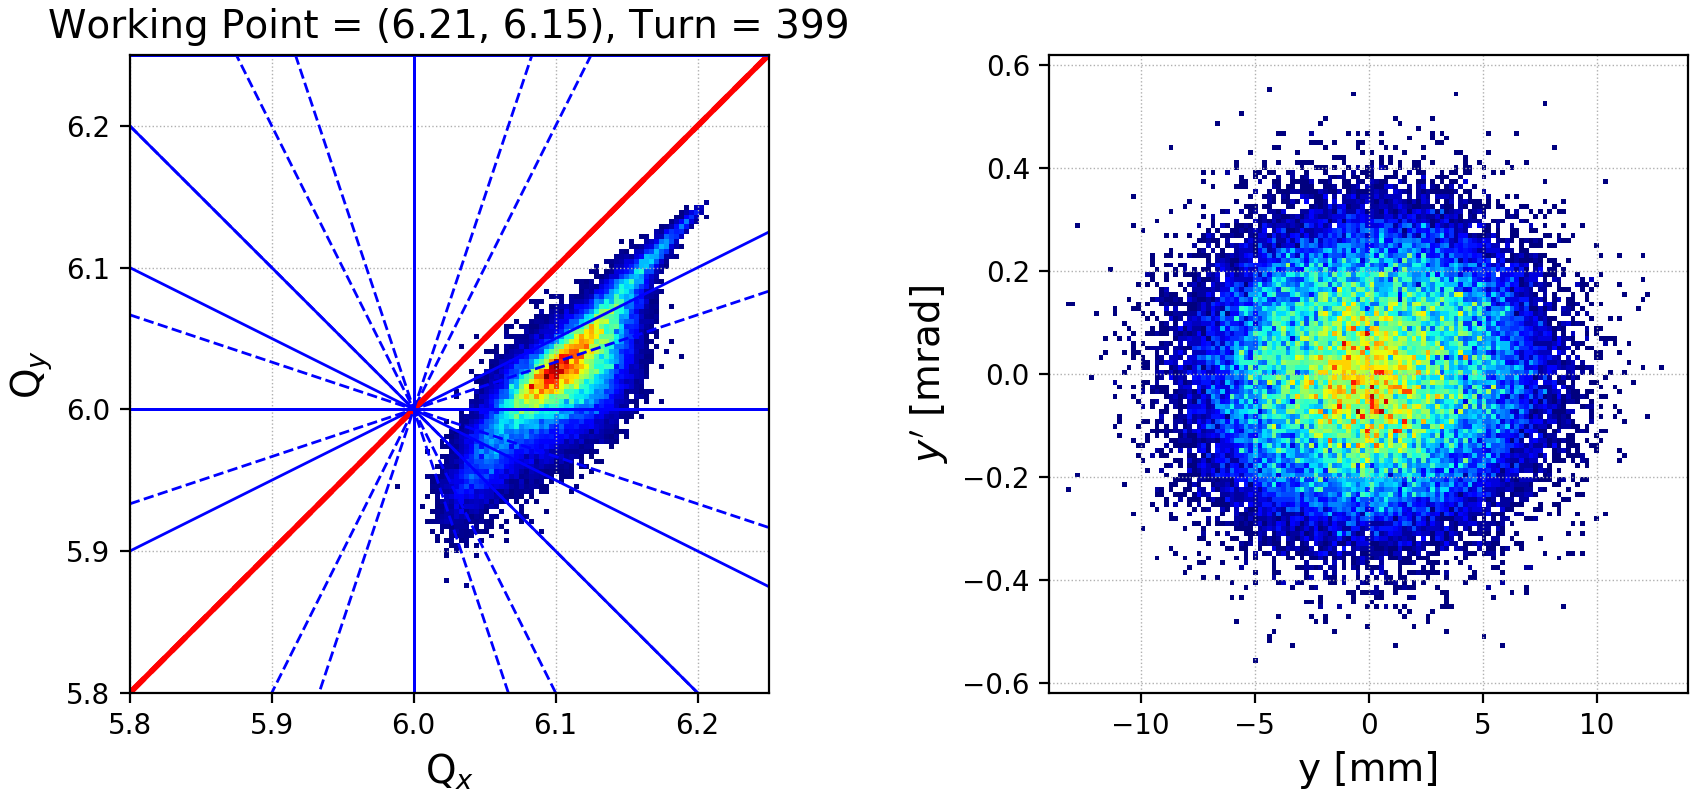 Working Point = (6.21, 6.15), Turn = 399
6.2
6.1
6.0
5.9
5.8
Qy
5.8 5.9 6.0 6.1 6.2
Qx
0.6
0.4
0.2
0.0
−0.2
−0.4
−0.6
y′ [mrad]
−10 −5 0 5 10
y [mm]